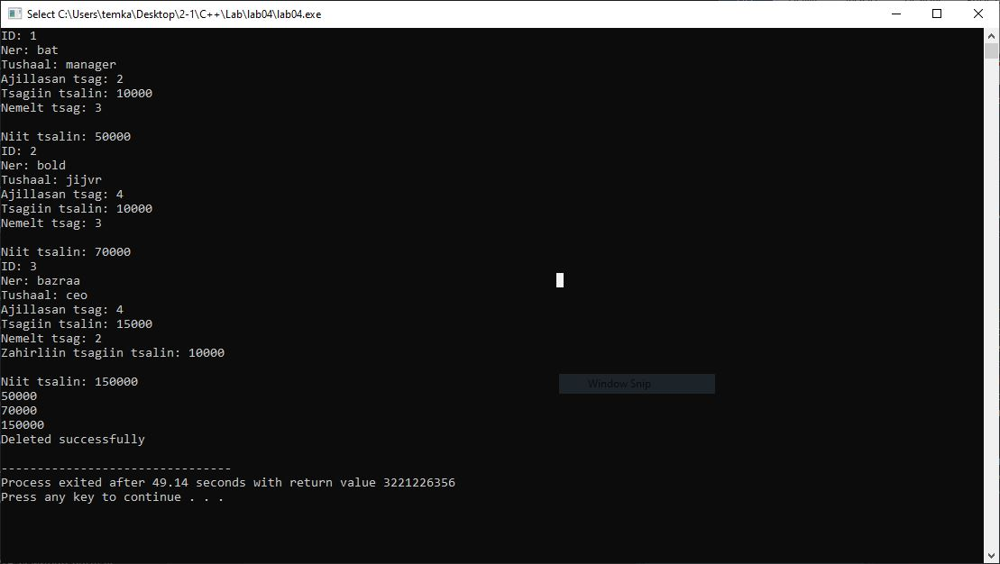 Select C:\Users\temka\Desktop\2-1\C++\Lab\lab04\lab04.exe
ID: 1
Ner: bat
Tushaal: manager
Ajillasan tsag: 2
Tsagiin tsalin: 10000
Nemelt tsag: 3
Niit tsalin: 50000
ID: 2
Ner: bold
Tushaal: jijvr
Ajillasan tsag: 4
Tsagiin tsalin: 10000
Nemelt tsag: 3
Niit tsalin: 70000
ID: 3
Ner: bazraa
Tushaal: ceo
Ajillasan tsag: 4
Tsagiin tsalin: 15000
Nemelt tsag: 2
Zahirliin tsagiin tsalin: 10000
Niit tsalin: 150000
Window Snip
50000
70000
150000
Deleted successfully
--------------------------------
Process exited after 49.14 seconds with return value 3221226356
Press any key to continue . . .